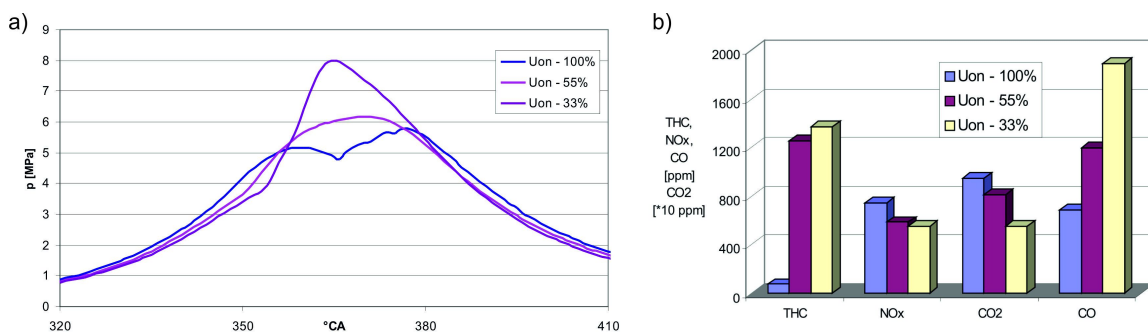 a)
9
8
7
6
5
4
3
2
1
0
p [MPa]
320
350
°CA
380
410
Uon - 100%
Uon - 55%
Uon - 33%
b)
2000
1600
1200
800
400
0
THC,
NOx,
CO
[ppm]
CO2
[*10 ppm]
Uon - 100%
Uon - 55%
Uon - 33%
THC
NOx
CO2
CO